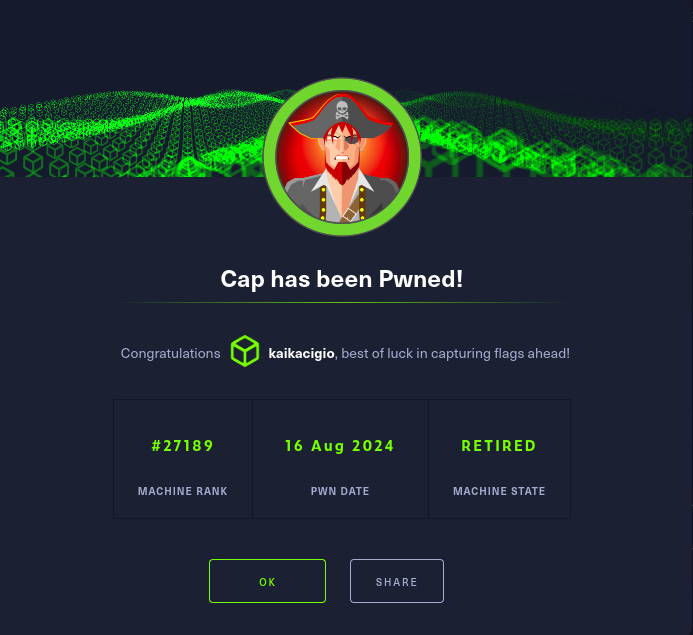 Cap has been Pwned!
Congratulations kaikacigio, best of luck in capturing flags ahead!
#27189 16 Aug 2024 RETIRED
MACHINE RANK PWN DATE MACHINE STATE
OK SHARE